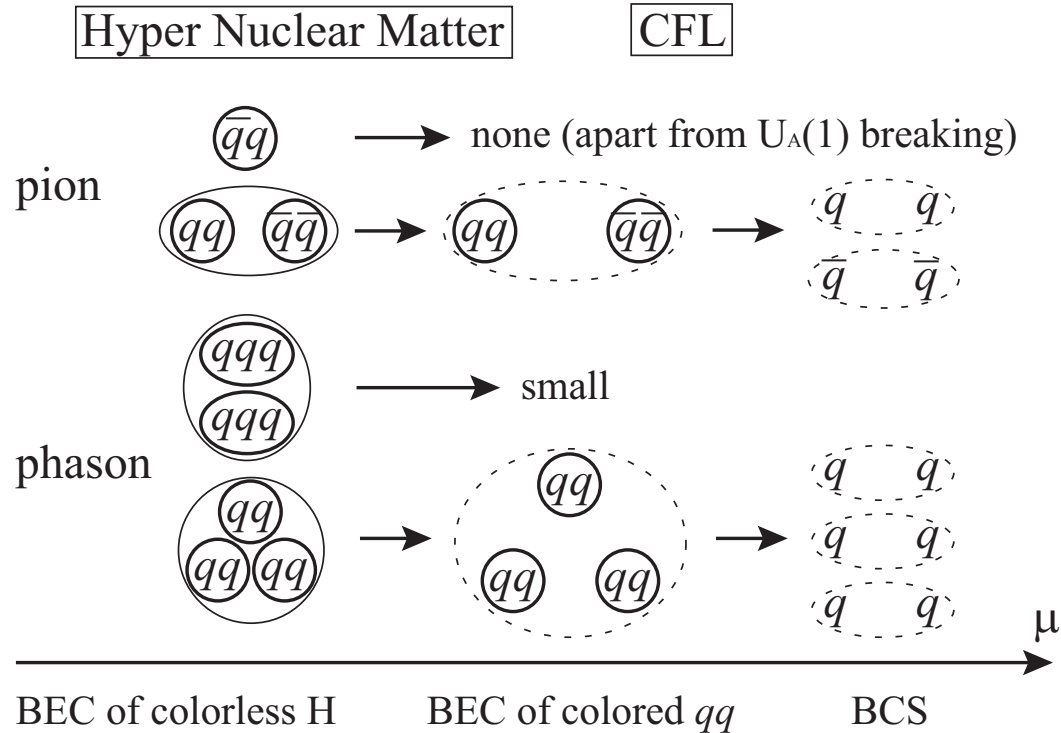 Hyper Nuclear Matter CFL
q̅q none (apart from U_A(1) breaking)
pion
qq q̅q̅ qq q̅q̅ q q
q̅ q̅
qqq
qqq small
phason
qq qq q q
qq qq qq qq q q
q q
μ
BEC of colorless H BEC of colored qq BCS